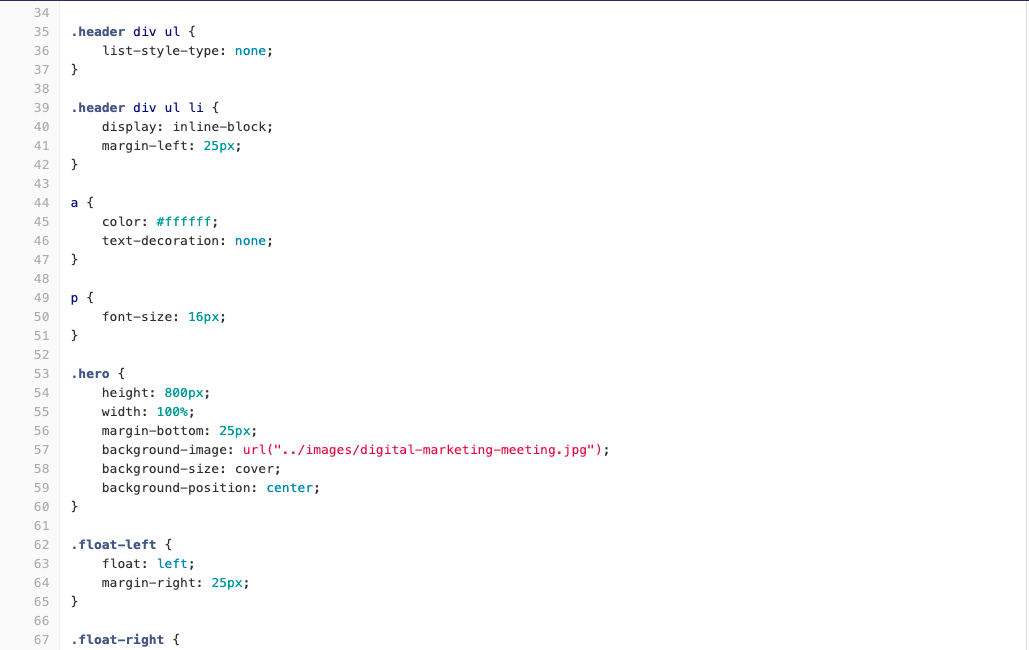 34
35 .header div ul {
36     list-style-type: none;
37 }
38
39 .header div ul li {
40     display: inline-block;
41     margin-left: 25px;
42 }
43
44 a {
45     color: #ffffff;
46     text-decoration: none;
47 }
48
49 p {
50     font-size: 16px;
51 }
52
53 .hero {
54     height: 800px;
55     width: 100%;
56     margin-bottom: 25px;
57     background-image: url("../images/digital-marketing-meeting.jpg");
58     background-size: cover;
59     background-position: center;
60 }
61
62 .float-left {
63     float: left;
64     margin-right: 25px;
65 }
66
67 .float-right {